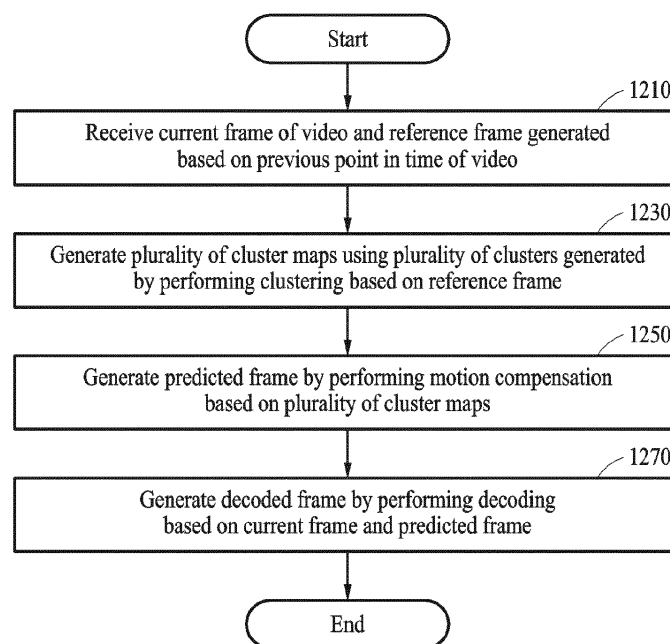 Start
1210
Receive current frame of video and reference frame generated
based on previous point in time of video
1230
Generate plurality of cluster maps using plurality of clusters generated
by performing clustering based on reference frame
1250
Generate predicted frame by performing motion compensation
based on plurality of cluster maps
1270
Generate decoded frame by performing decoding
based on current frame and predicted frame
End